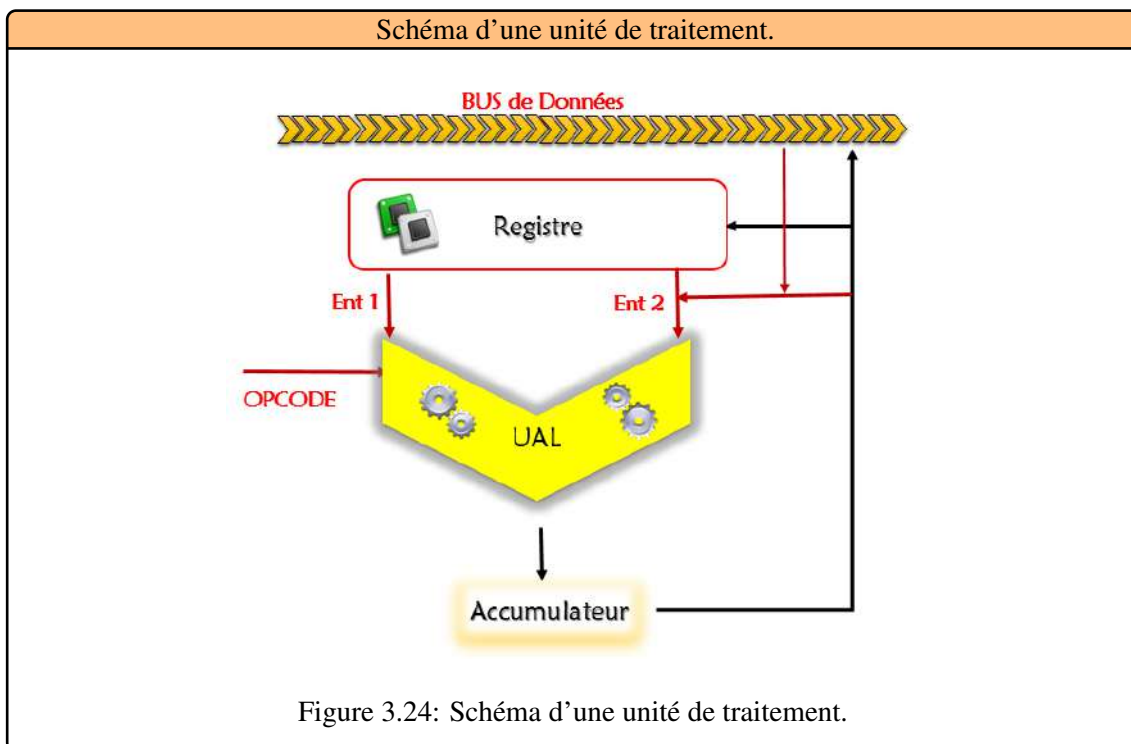 Schéma d'une unité de traitement.
BUS de Données
Registre
Ent 1
Ent 2
OPCODE
UAL
Accumulateur
Figure 3.24: Schéma d'une unité de traitement.